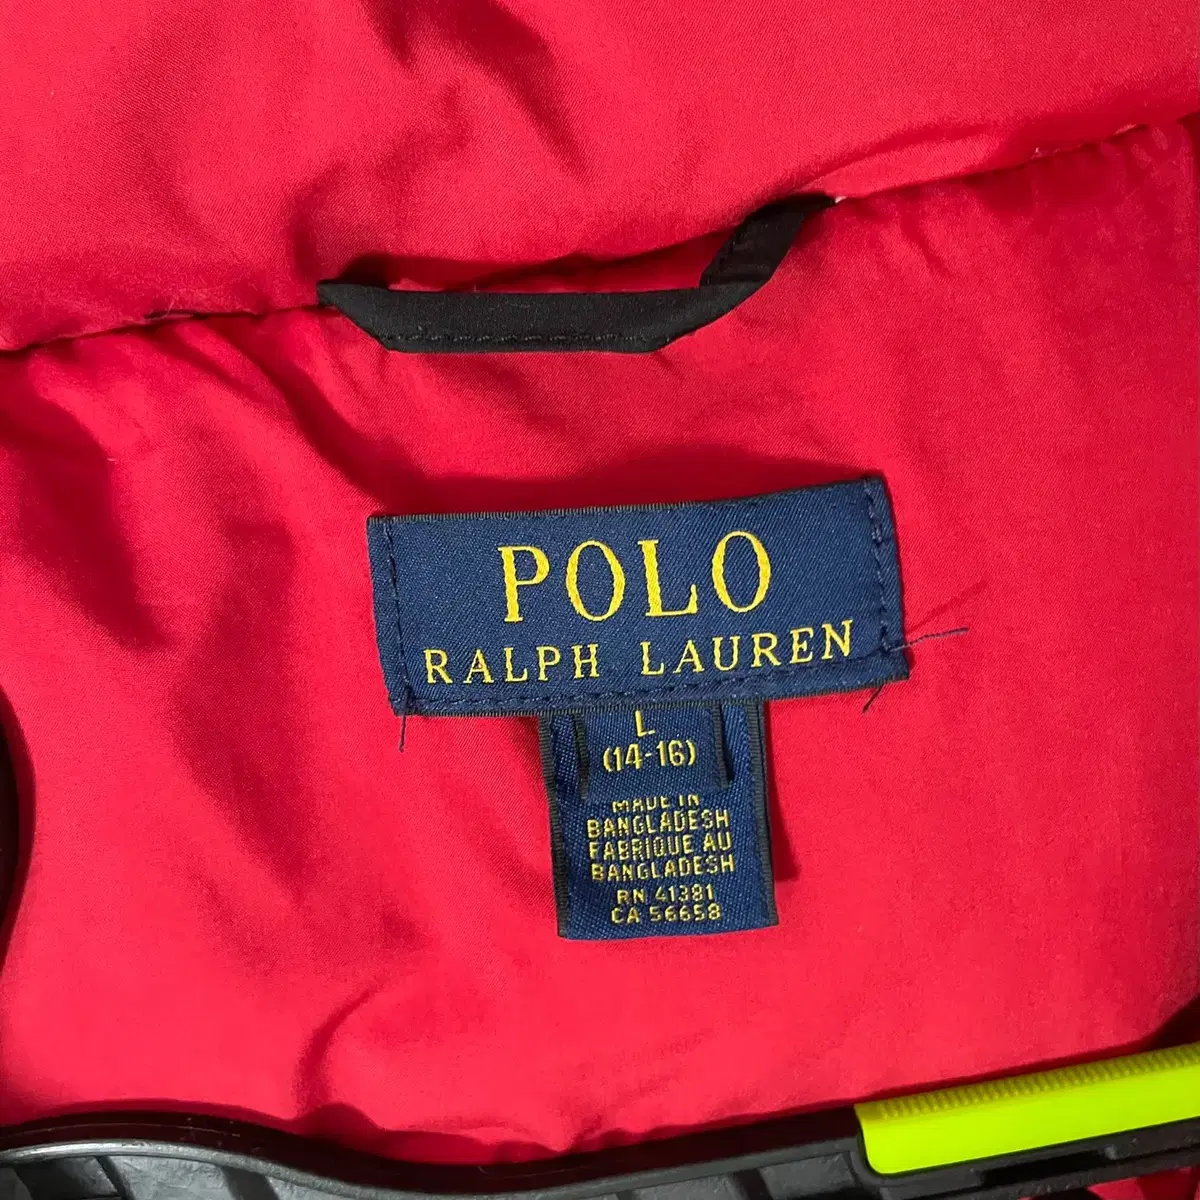 POLO
RALPH LAUREN
L
(14-16)
MADE IN
BANGLADESH
FABRIQUE AU
BANGLADESH
RN 41381
CA 56658